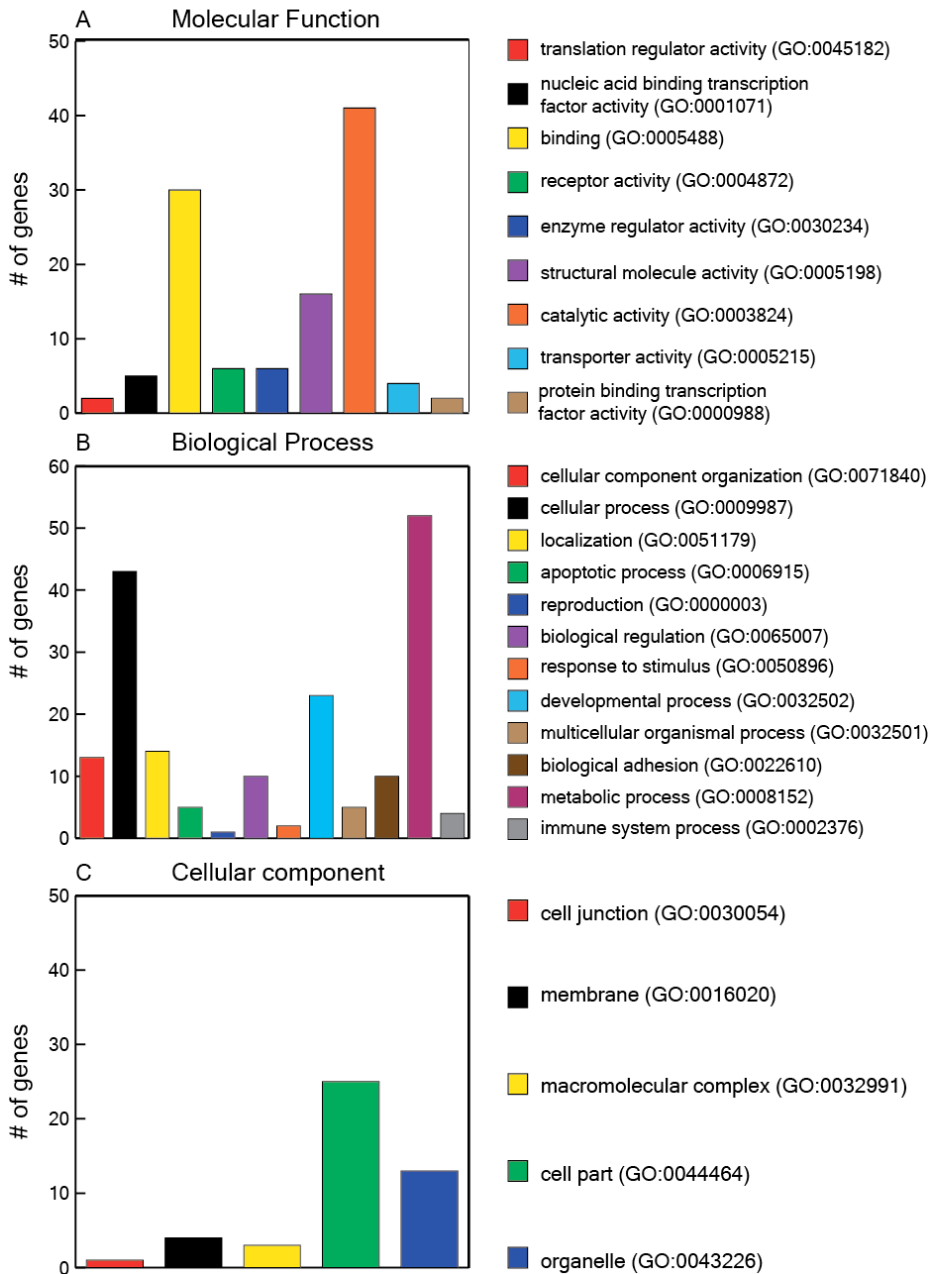 A Molecular Function
50
40
30
20
10
0
# of genes
translation regulator activity (GO:0045182)
nucleic acid binding transcription
factor activity (GO:0001071)
binding (GO:0005488)
receptor activity (GO:0004872)
enzyme regulator activity (GO:0030234)
structural molecule activity (GO:0005198)
catalytic activity (GO:0003824)
transporter activity (GO:0005215)
protein binding transcription
factor activity (GO:0000988)
B Biological Process
60
50
40
30
20
10
0
# of genes
cellular component organization (GO:0071840)
cellular process (GO:0009987)
localization (GO:0051179)
apoptotic process (GO:0006915)
reproduction (GO:0000003)
biological regulation (GO:0065007)
response to stimulus (GO:0050896)
developmental process (GO:0032502)
multicellular organismal process (GO:0032501)
biological adhesion (GO:0022610)
metabolic process (GO:0008152)
immune system process (GO:0002376)
C Cellular component
50
40
30
20
10
0
# of genes
cell junction (GO:0030054)
membrane (GO:0016020)
macromolecular complex (GO:0032991)
cell part (GO:0044464)
organelle (GO:0043226)